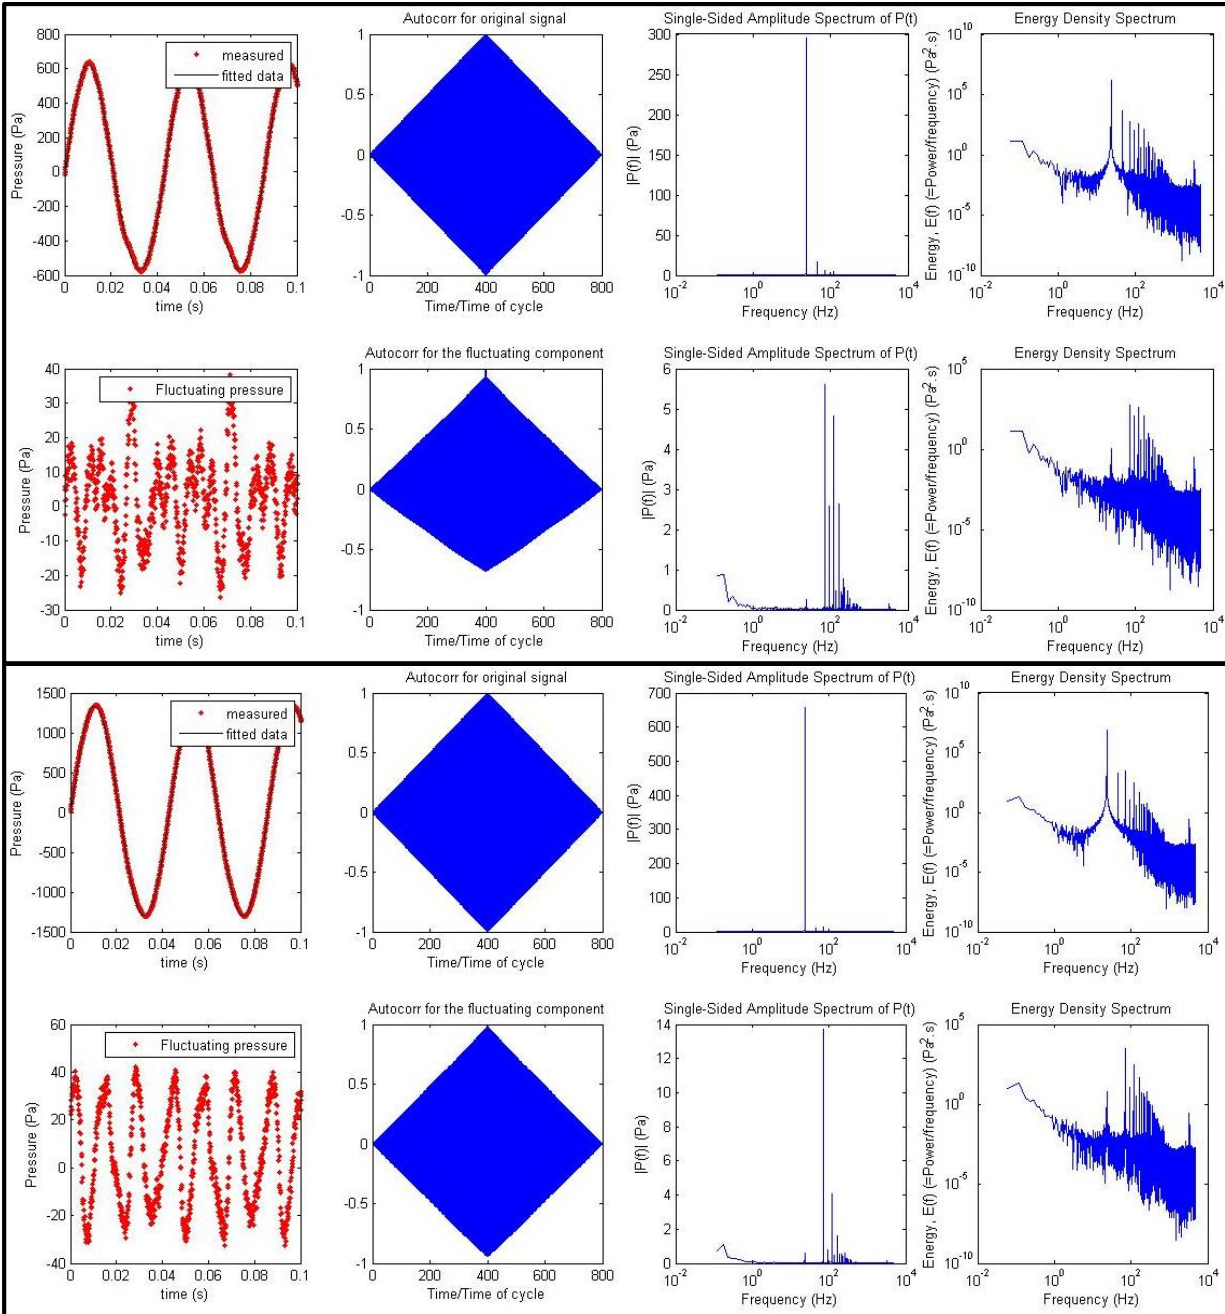 Autocorr for original signal
Single-Sided Amplitude Spectrum of P(t)
Energy Density Spectrum
800
600
400
200
0
-200
-400
-600
Pressure (Pa)
measured
fitted data
0 0.02 0.04 0.06 0.08 0.1
time (s)
1
0.5
0
-0.5
-1
0 200 400 600 800
Time/Time of cycle
300
250
200
150
100
50
0
|P(f)| (Pa)
10^-2 10^0 10^2 10^4
Frequency (Hz)
10^10
10^5
10^0
10^-5
10^-10
Energy, E(f) (=Power/frequency) (Pa².s)
10^-2 10^0 10^2 10^4
Frequency (Hz)
Autocorr for the fluctuating component
Single-Sided Amplitude Spectrum of P(t)
Energy Density Spectrum
40
30
20
10
0
-10
-20
-30
Pressure (Pa)
Fluctuating pressure
0 0.02 0.04 0.06 0.08 0.1
time (s)
1
0.5
0
-0.5
-1
0 200 400 600 800
Time/Time of cycle
6
5
4
3
2
1
0
|P(f)| (Pa)
10^-2 10^0 10^2 10^4
Frequency (Hz)
10^5
10^0
10^-5
10^-10
Energy, E(f) (=Power/frequency) (Pa².s)
10^-2 10^0 10^2 10^4
Frequency (Hz)
Autocorr for original signal
Single-Sided Amplitude Spectrum of P(t)
Energy Density Spectrum
1500
1000
500
0
-500
-1000
-1500
Pressure (Pa)
measured
fitted data
0 0.02 0.04 0.06 0.08 0.1
time (s)
1
0.5
0
-0.5
-1
0 200 400 600 800
Time/Time of cycle
700
600
500
400
300
200
100
0
|P(f)| (Pa)
10^-2 10^0 10^2 10^4
Frequency (Hz)
10^10
10^5
10^0
10^-5
10^-10
Energy, E(f) (=Power/frequency) (Pa².s)
10^-2 10^0 10^2 10^4
Frequency (Hz)
Autocorr for the fluctuating component
Single-Sided Amplitude Spectrum of P(t)
Energy Density Spectrum
60
40
20
0
-20
-40
Pressure (Pa)
Fluctuating pressure
0 0.02 0.04 0.06 0.08 0.1
time (s)
1
0.5
0
-0.5
-1
0 200 400 600 800
Time/Time of cycle
14
12
10
8
6
4
2
0
|P(f)| (Pa)
10^-2 10^0 10^2 10^4
Frequency (Hz)
10^5
10^0
10^-5
10^-10
Energy, E(f) (=Power/frequency) (Pa².s)
10^-2 10^0 10^2 10^4
Frequency (Hz)